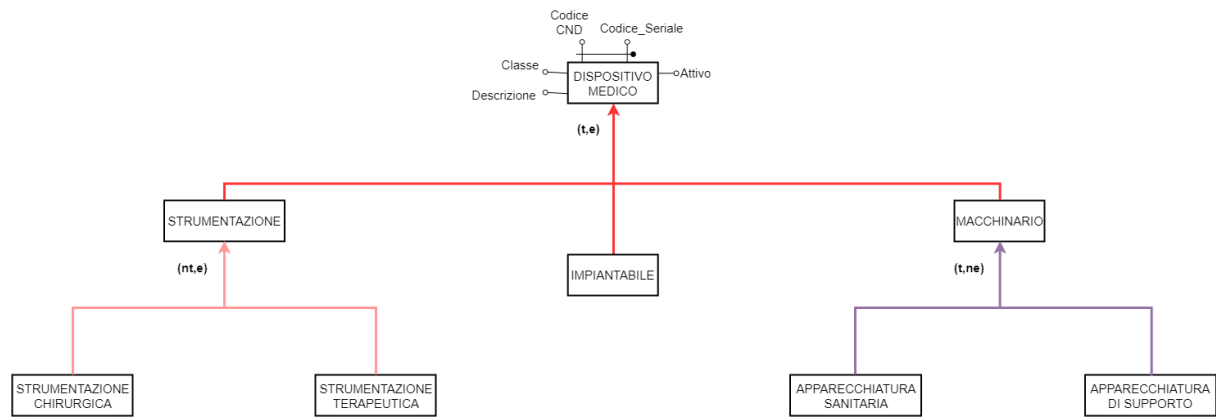 Codice
CND
Codice_Seriale
Classe
DISPOSITIVO
MEDICO
Attivo
Descrizione
(t,e)
STRUMENTAZIONE
MACCHINARIO
(nt,e)
IMPIANTABILE
(t,ne)
STRUMENTAZIONE
CHIRURGICA
STRUMENTAZIONE
TERAPEUTICA
APPARECCHIATURA
SANITARIA
APPARECCHIATURA
DI SUPPORTO